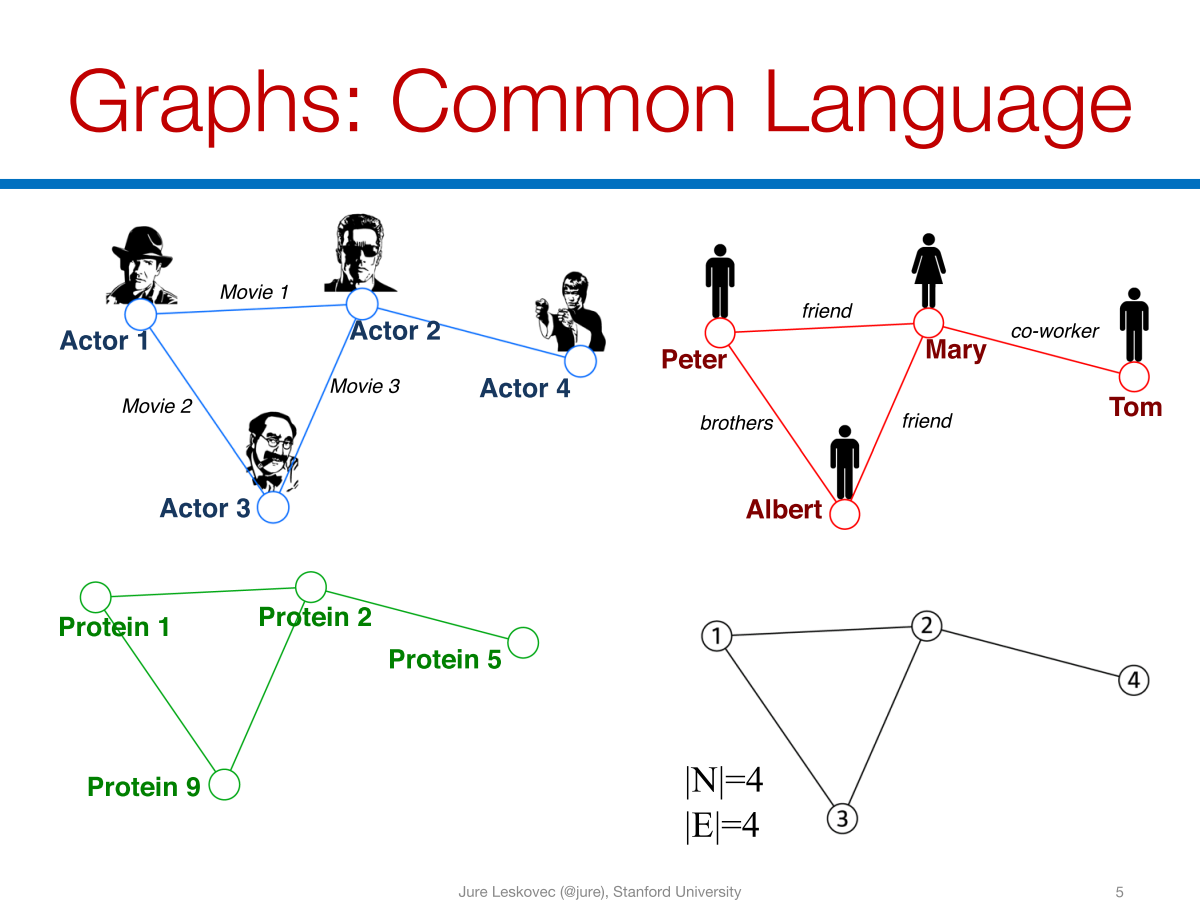 Graphs: Common Language
Movie 1
Actor 1
Actor 2
Movie 3
Actor 4
Movie 2
Actor 3
friend
co-worker
Peter
Mary
Tom
brothers
friend
Albert
Protein 1
Protein 2
Protein 5
Protein 9
1
2
4
3
|N|=4
|E|=4
Jure Leskovec (@jure), Stanford University
5